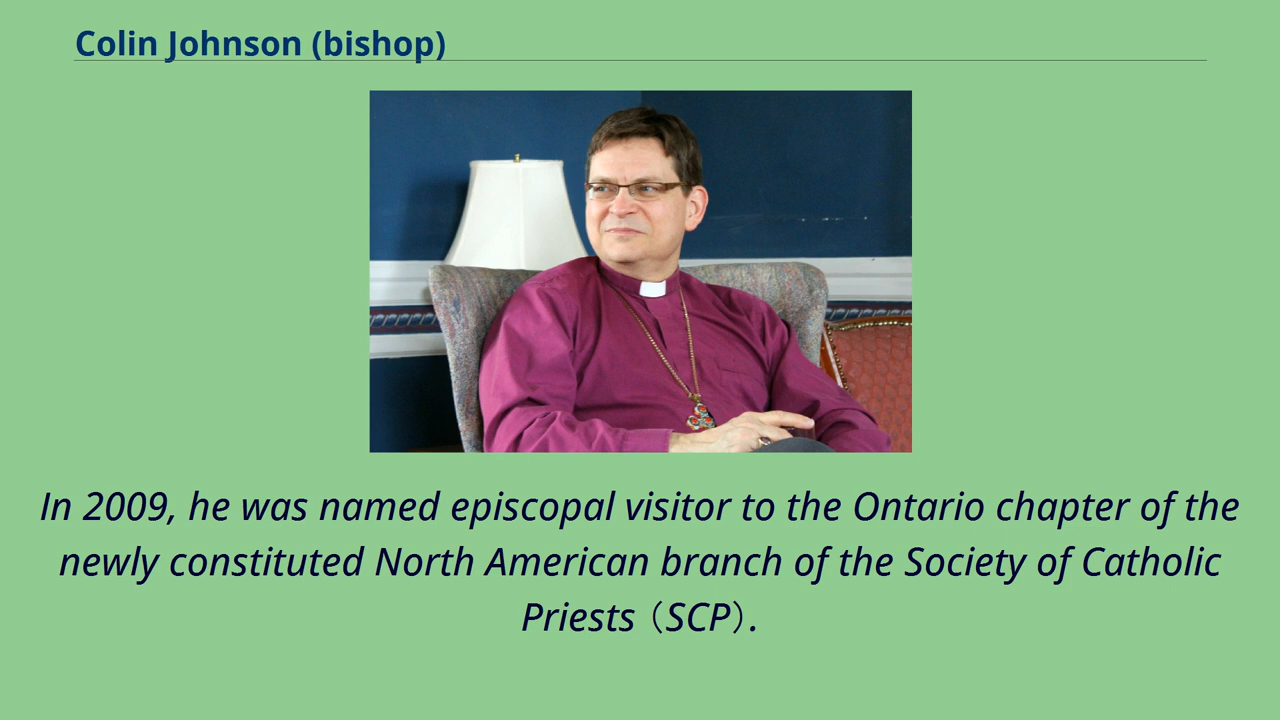 Colin Johnson (bishop)
In 2009, he was named episcopal visitor to the Ontario chapter of the
newly constituted North American branch of the Society of Catholic
Priests（SCP）.